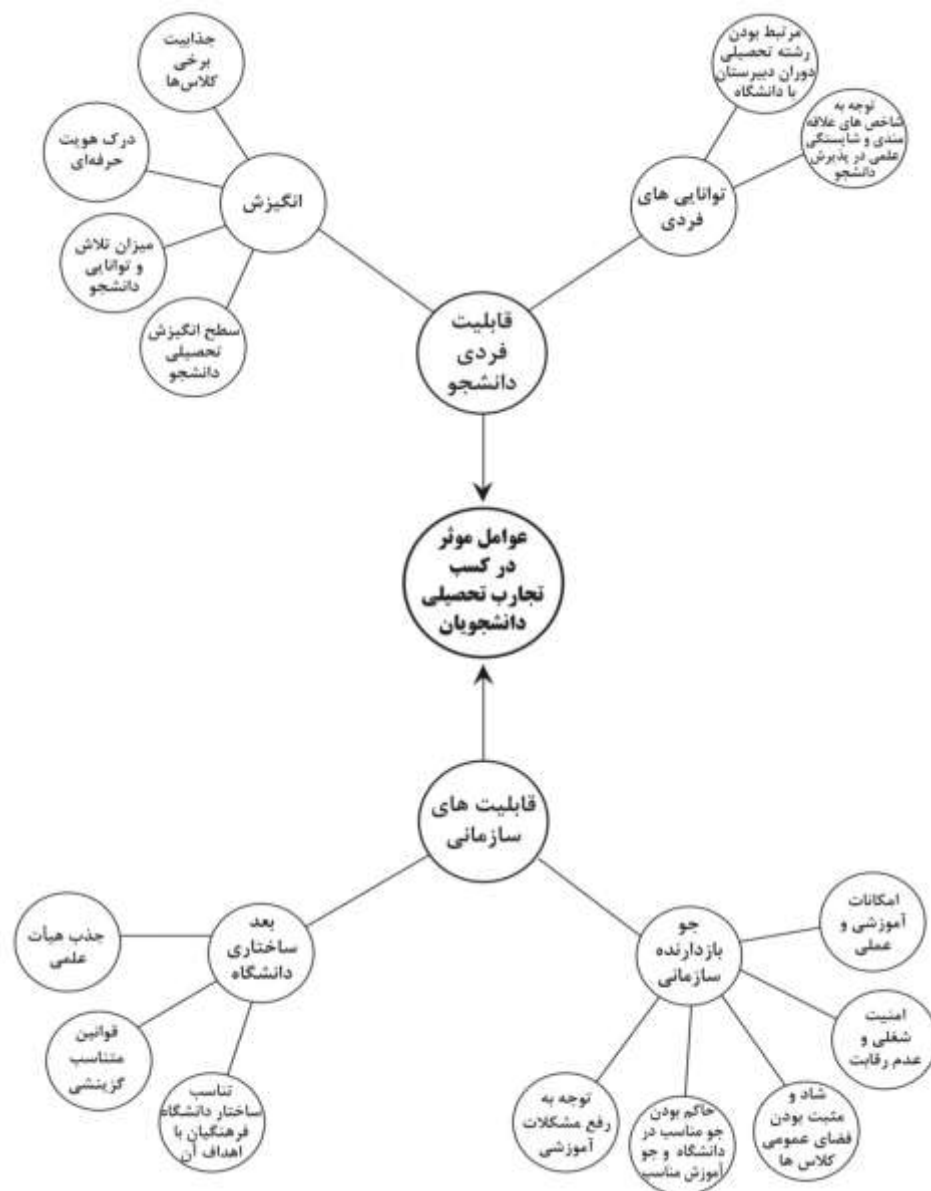 جذابیت
برخی
کلاس‌ها
مرتبط بودن
رشته تحصیلی
دوران دبیرستان
با دانشگاه
درک هویت
حرفه‌ای
توجه به
شاخص های علاقه
مندی و شایستگی
علمی در پذیرش
دانشجو
انگیزش
توانایی های
فردی
میزان تلاش
و توانایی
دانشجو
سطح انگیزش
تحصیلی
دانشجو
قابلیت
فردی
دانشجو
عوامل موثر
در کسب
تجارب تحصیلی
دانشجویان
قابلیت های
سازمانی
بعد
ساختاری
دانشگاه
جو
بازدارنده
سازمانی
جذب هیأت
علمی
قوانین
متناسب
گزینشی
تناسب
ساختار دانشگاه
فرهنگیان با
اهداف آن
امکانات
آموزشی و
عملی
امنیت
شغلی و
عدم رقابت
شاد و
مثبت بودن
فضای عمومی
کلاس ها
حاکم بودن
جو مناسب در
دانشگاه و جو
آموزش مناسب
توجه به
رفع مشکلات
آموزشی